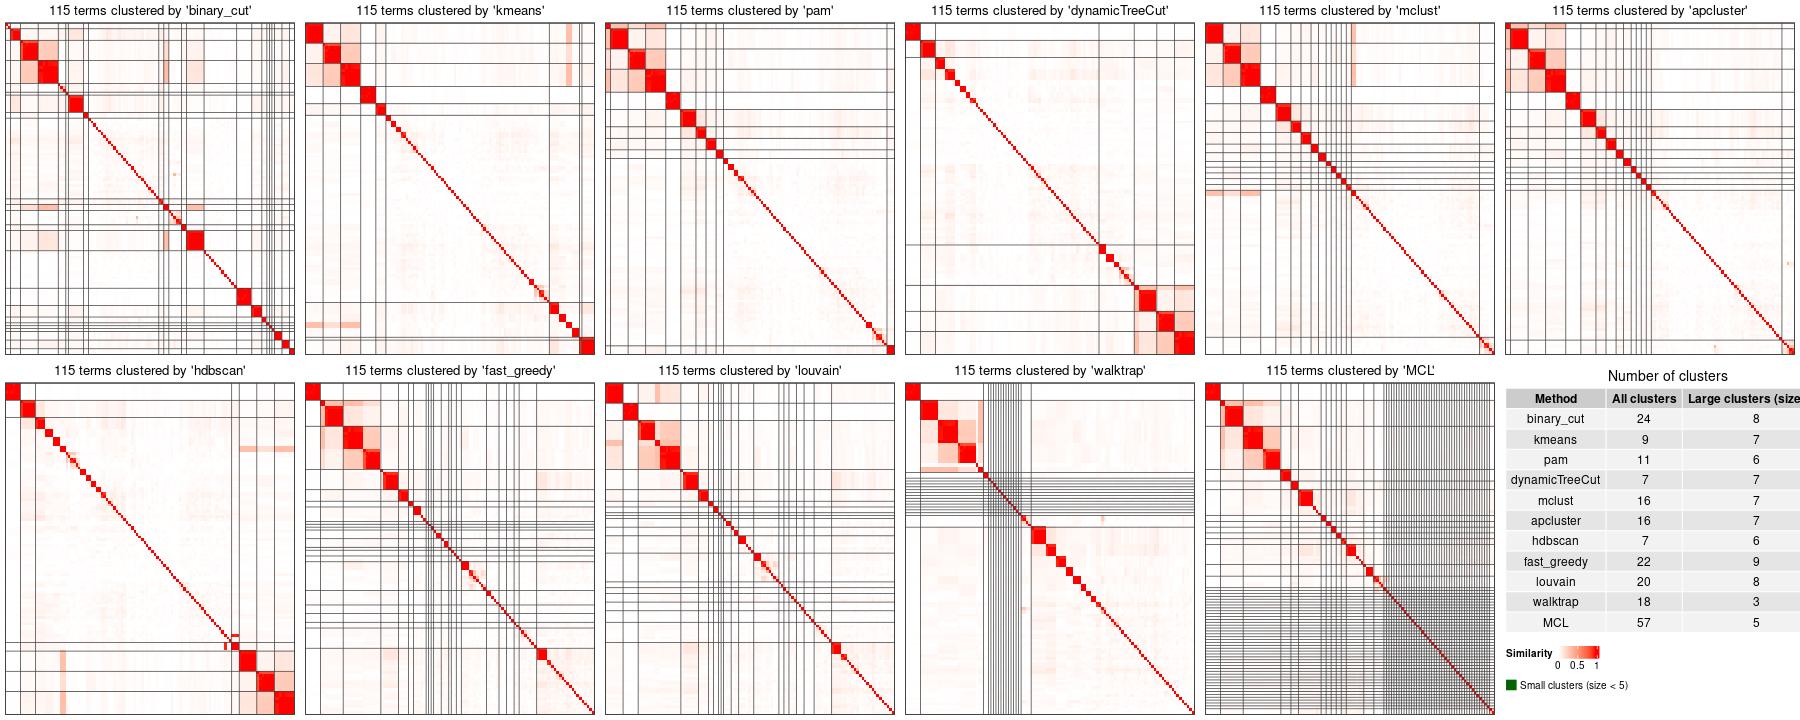 115 terms clustered by 'binary_cut'
115 terms clustered by 'kmeans'
115 terms clustered by 'pam'
115 terms clustered by 'dynamicTreeCut'
115 terms clustered by 'mclust'
115 terms clustered by 'apcluster'
115 terms clustered by 'hdbscan'
115 terms clustered by 'fast_greedy'
115 terms clustered by 'louvain'
115 terms clustered by 'walktrap'
115 terms clustered by 'MCL'
Number of clusters
Method All clusters Large clusters (size
binary_cut 24 8
kmeans 9 7
pam 11 6
dynamicTreeCut 7 7
mclust 16 7
apcluster 16 7
hdbscan 7 6
fast_greedy 22 9
louvain 20 8
walktrap 18 3
MCL 57 5
Similarity
0 0.5 1
Small clusters (size < 5)